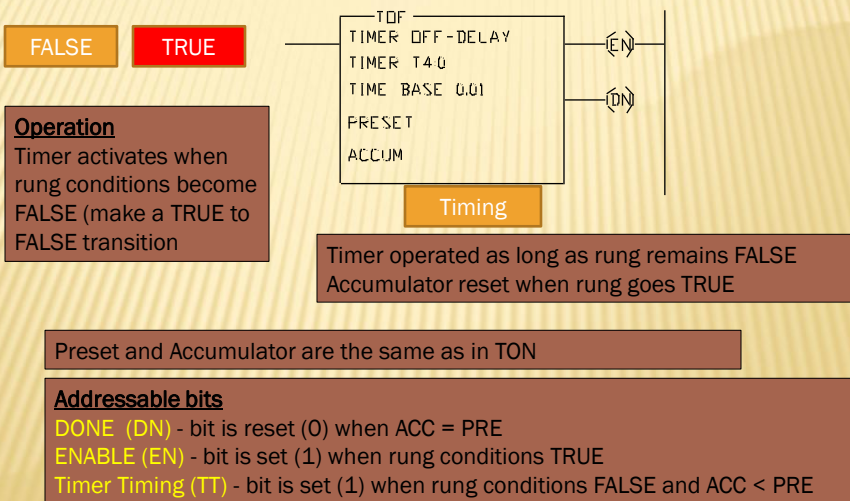 FALSE
TRUE
TOF
TIMER OFF-DELAY
TIMER T4:0
TIME BASE 0.01
PRESET
ACCUM
(EN)
(DN)
Operation
Timer activates when
rung conditions become
FALSE (make a TRUE to
FALSE transition
Timing
Timer operated as long as rung remains FALSE
Accumulator reset when rung goes TRUE
Preset and Accumulator are the same as in TON
Addressable bits
DONE (DN) - bit is reset (0) when ACC = PRE
ENABLE (EN) - bit is set (1) when rung conditions TRUE
Timer Timing (TT) - bit is set (1) when rung conditions FALSE and ACC < PRE